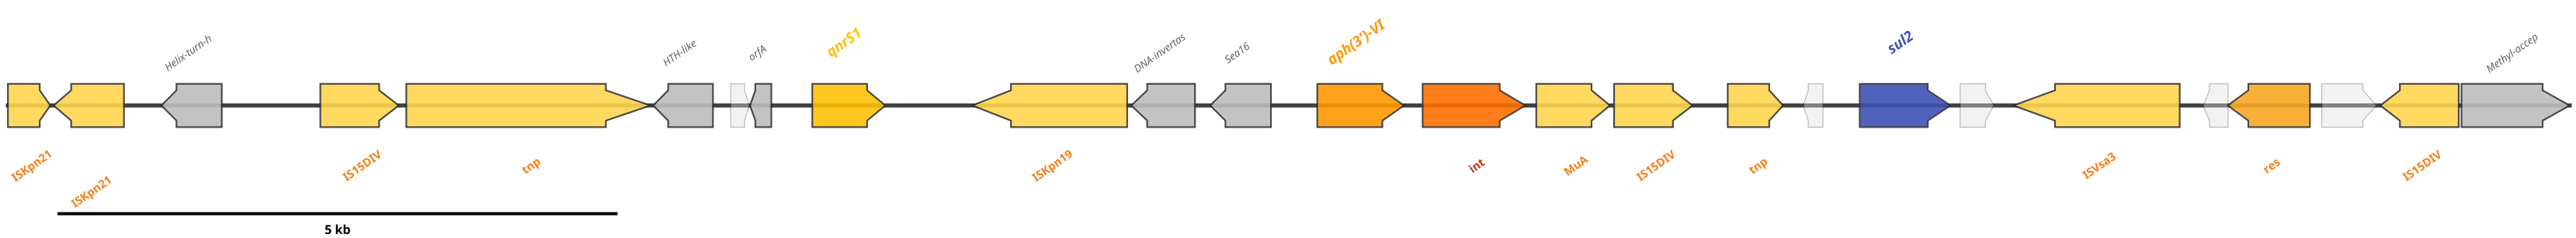 Helix-turn-h
HTH-like
orfA
qnrS1
DNA-invertas
Sea16
aph(3')-VI
sul2
Methyl-accep
ISKpn21
ISKpn21
IS15DIV
tnp
ISKpn19
int
MuA
IS15DIV
tnp
ISVsa3
res
IS15DIV
5 kb